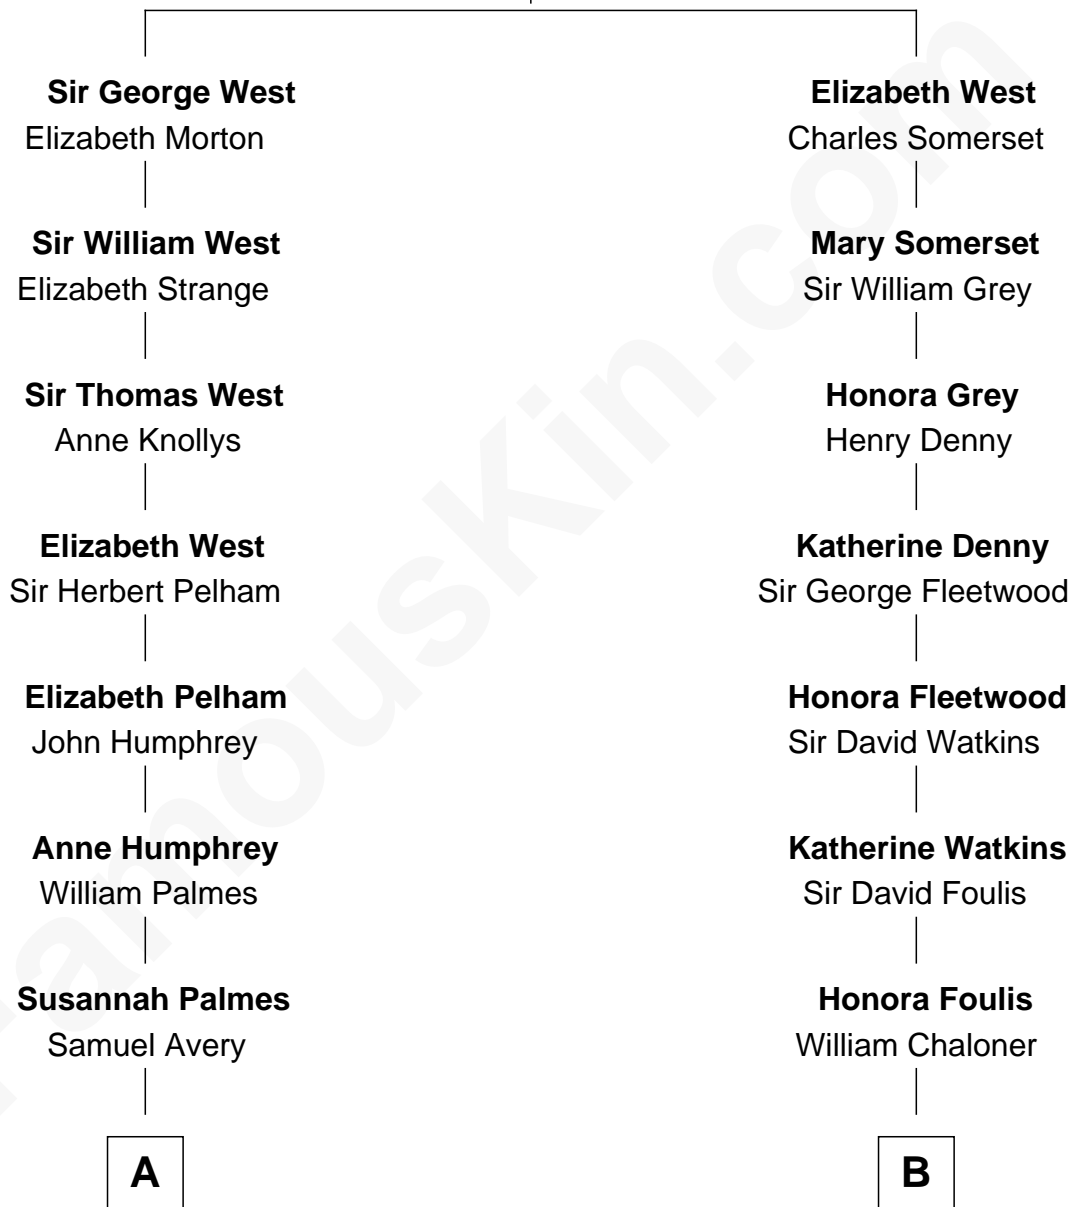 Sir George West
Elizabeth Morton
Sir William West
Elizabeth Strange
Sir Thomas West
Anne Knollys
Elizabeth West
Sir Herbert Pelham
Elizabeth Pelham
John Humphrey
Anne Humphrey
William Palmes
Susannah Palmes
Samuel Avery
A
Elizabeth West
Charles Somerset
Mary Somerset
Sir William Grey
Honora Grey
Henry Denny
Katherine Denny
Sir George Fleetwood
Honora Fleetwood
Sir David Watkins
Katherine Watkins
Sir David Foulis
Honora Foulis
William Chaloner
B
FamousKin.com